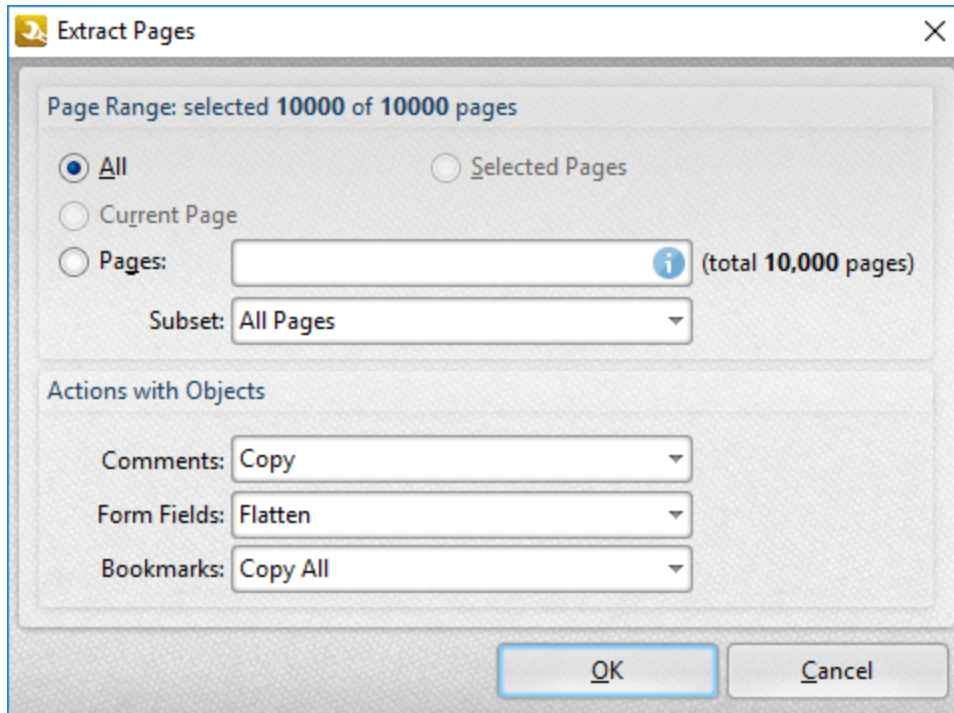 Extract Pages
Page Range: selected 10000 of 10000 pages
All
Selected Pages
Current Page
Pages:
(total 10,000 pages)
Subset: All Pages
Actions with Objects
Comments: Copy
Form Fields: Flatten
Bookmarks: Copy All
OK
Cancel